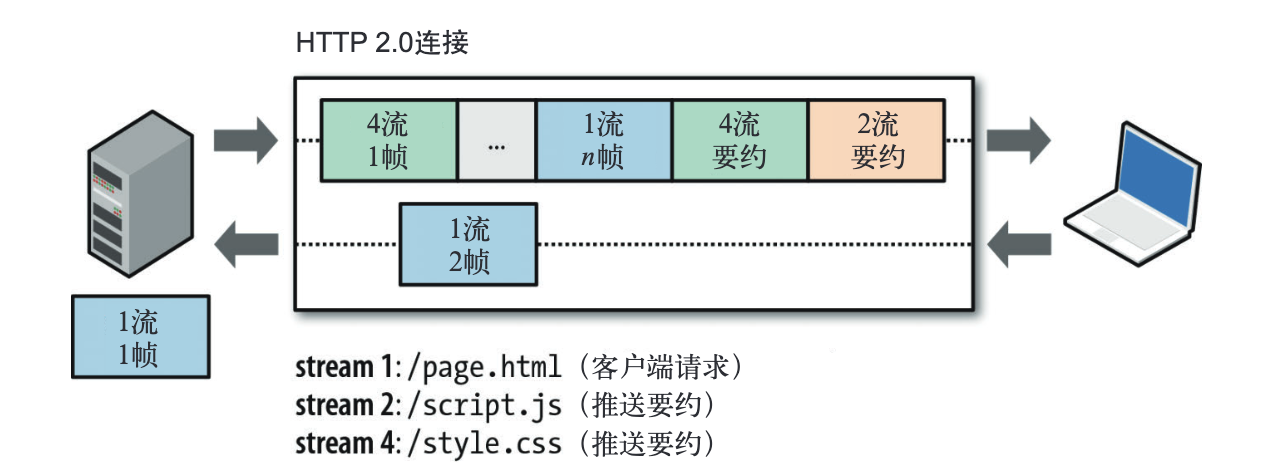 HTTP 2.0连接
4流
1帧
...
1流
n帧
4流
要约
2流
要约
1流
2帧
1流
1帧
stream 1: /page.html（客户端请求）
stream 2: /script.js（推送要约）
stream 4: /style.css（推送要约）